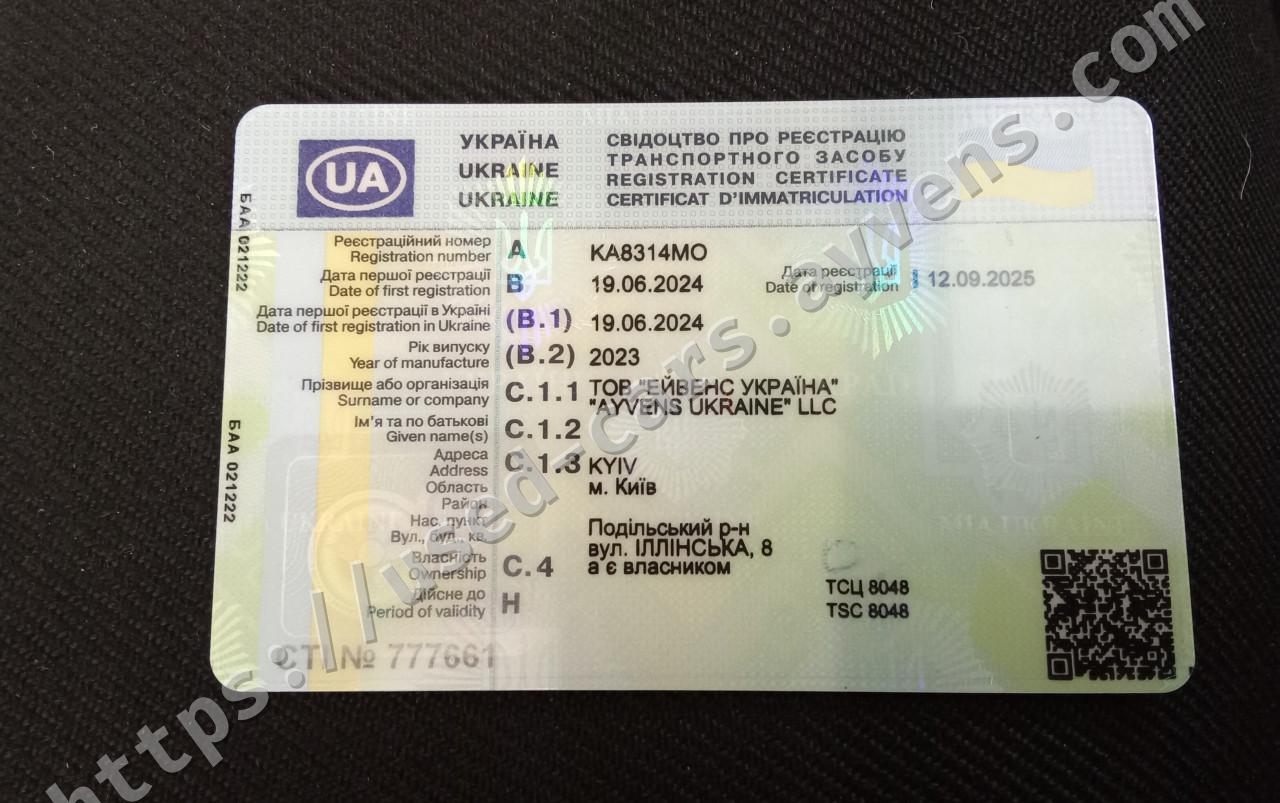 UA
УКРАЇНА
UKRAINE
UKRAINE
СВІДОЦТВО ПРО РЕЄСТРАЦІЮ
ТРАНСПОРТНОГО ЗАСОБУ
REGISTRATION CERTIFICATE
CERTIFICAT D'IMMATRICULATION
БАА 021222
БАА 021222
Реєстраційний номер
Registration number
A KA8314MO
Дата першої реєстрації
Date of first registration
B 19.06.2024
Дата реєстрації
Date of registration
I 12.09.2025
Дата першої реєстрації в Україні
Date of first registration in Ukraine
(B.1) 19.06.2024
Рік випуску
Year of manufacture
(B.2) 2023
Прізвище або організація
Surname or company
C.1.1 ТОВ "ЕЙВЕНС УКРАЇНА"
"AYVENS UKRAINE" LLC
Ім'я та по батькові
Given name(s)
C.1.2
Адреса
Address
C.1.3 KYIV
Область м. Київ
Район
Нас. пункт Подільський р-н
Вул., буд., кв. вул. ІЛЛІНСЬКА, 8
Власність
Ownership
C.4 а є власником
Дійсне до
Period of validity
H
ТСЦ 8048
TSC 8048
СТІ № 777661
MIA UKRAINE
https://used-cars.ayvens.com